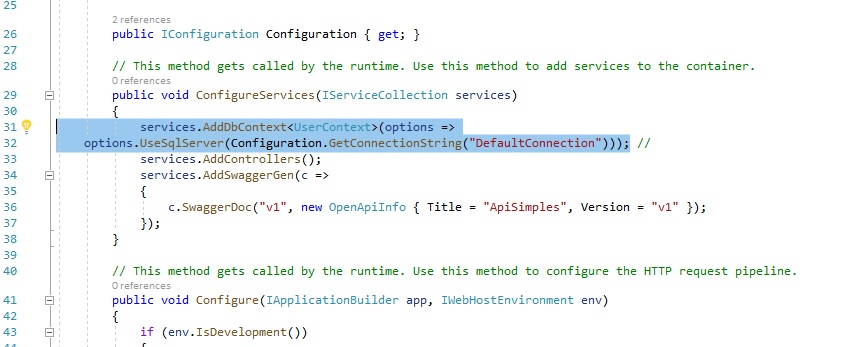 25
2 references
26 public IConfiguration Configuration { get; }
27
28 // This method gets called by the runtime. Use this method to add services to the container.
0 references
29 public void ConfigureServices(IServiceCollection services)
30 {
31 services.AddDbContext<UserContext>(options =>
32 options.UseSqlServer(Configuration.GetConnectionString("DefaultConnection"))); //
33 services.AddControllers();
34 services.AddSwaggerGen(c =>
35 {
36 c.SwaggerDoc("v1", new OpenApiInfo { Title = "ApiSimples", Version = "v1" });
37 });
38 }
39
40 // This method gets called by the runtime. Use this method to configure the HTTP request pipeline.
0 references
41 public void Configure(IApplicationBuilder app, IWebHostEnvironment env)
42 {
43 if (env.IsDevelopment())